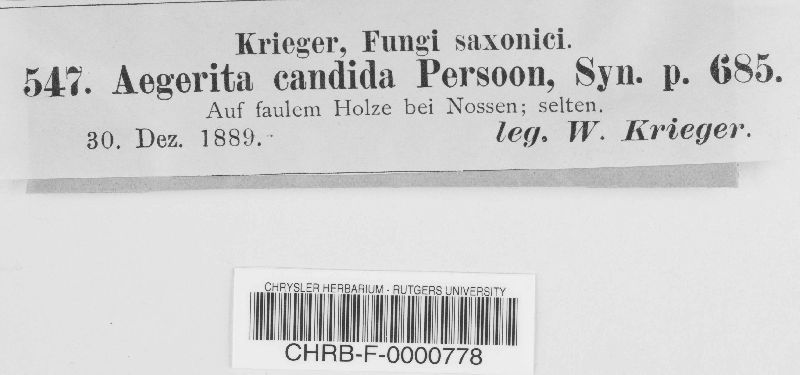 Krieger, Fungi saxonici.
547. Aegerita candida Persoon, Syn. p. 685.
Auf faulem Holze bei Nossen; selten.
30. Dez. 1889. leg. W. Krieger.
CHRYSLER HERBARIUM - RUTGERS UNIVERSITY
CHRB-F-0000778